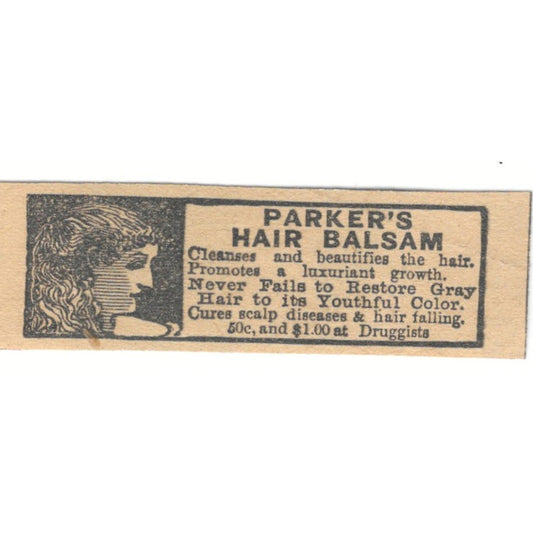 PARKER'S
HAIR BALSAM
Cleanses and beautifies the hair.
Promotes a luxuriant growth.
Never Fails to Restore Gray
Hair to its Youthful Color.
Cures scalp diseases & hair falling.
50c, and $1.00 at Druggists